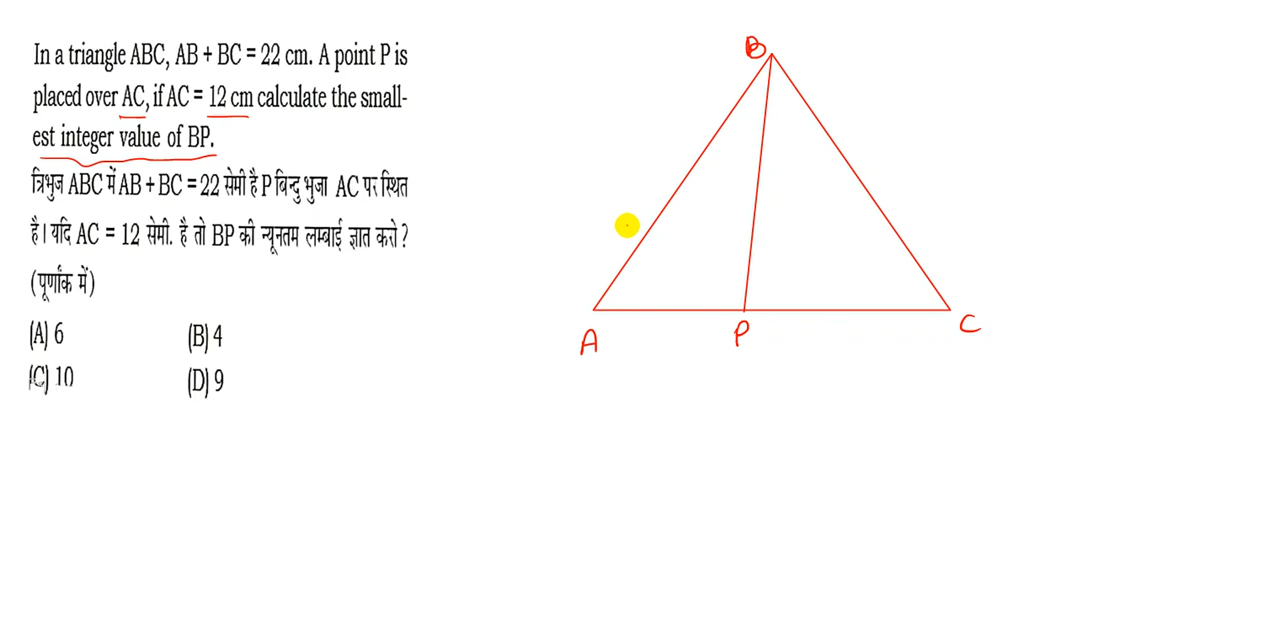 In a triangle ABC, AB + BC = 22 cm. A point P is
placed over AC, if AC = 12 cm calculate the small-
est integer value of BP.
त्रिभुज ABC में AB + BC = 22 सेमी है P बिन्दु भुजा AC पर स्थित
है। यदि AC = 12 सेमी. है तो BP की न्यूनतम लम्बाई ज्ञात करो?
(पूर्णांक में)
(A) 6 (B) 4
(C) 10 (D) 9
B
A P C